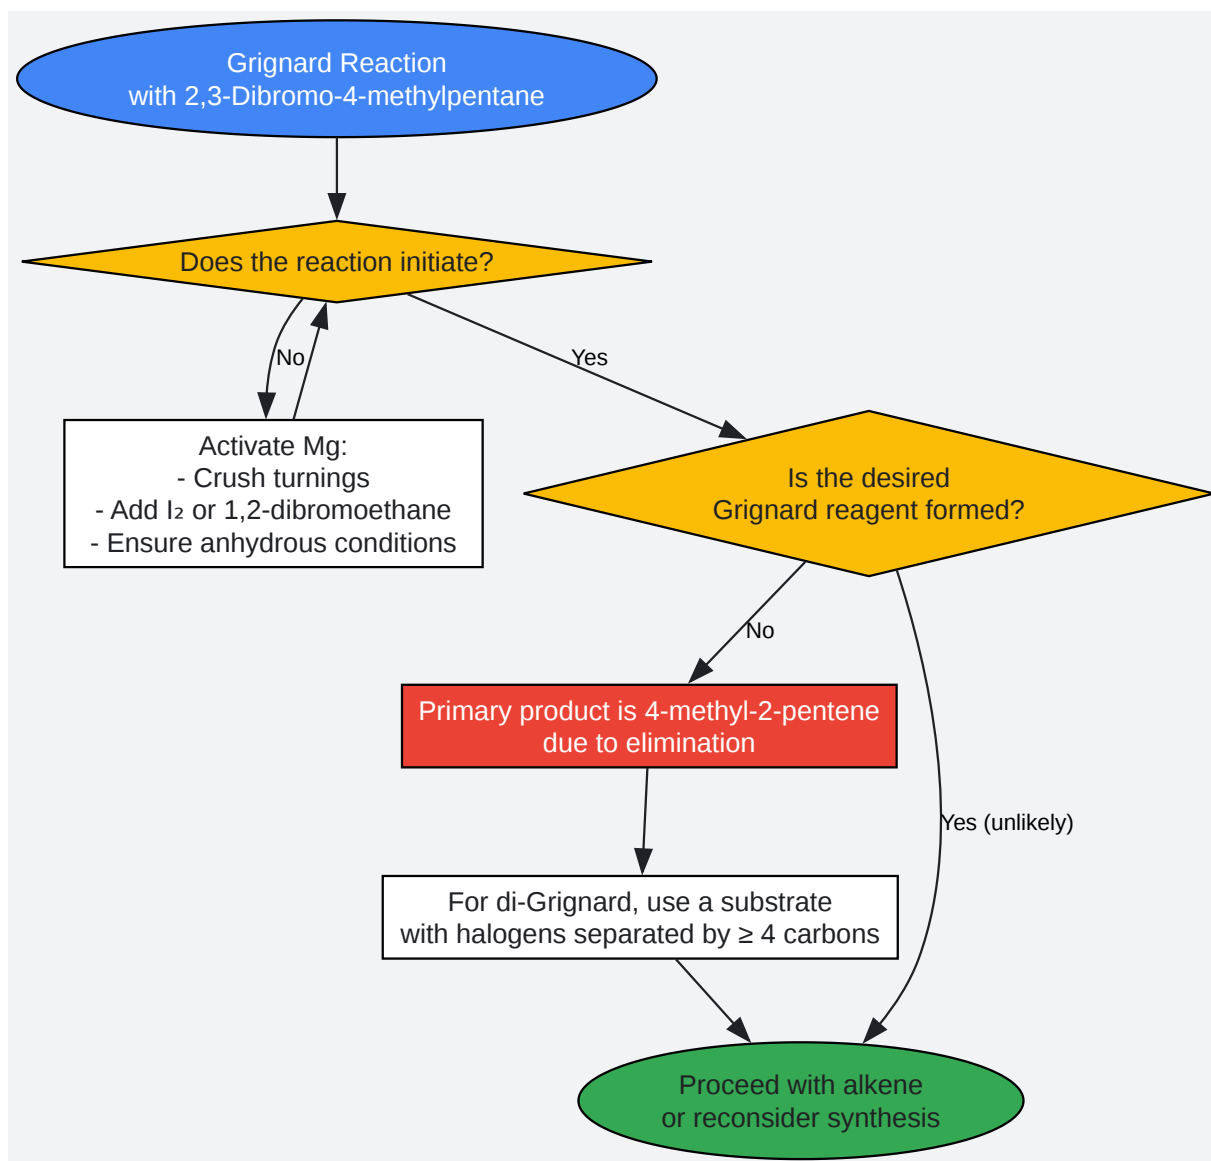 Grignard Reaction
with 2,3-Dibromo-4-methylpentane
Does the reaction initiate?
No
Yes
Activate Mg:
- Crush turnings
- Add I₂ or 1,2-dibromoethane
- Ensure anhydrous conditions
Is the desired
Grignard reagent formed?
No
Primary product is 4-methyl-2-pentene
due to elimination
Yes (unlikely)
For di-Grignard, use a substrate
with halogens separated by ≥ 4 carbons
Proceed with alkene
or reconsider synthesis